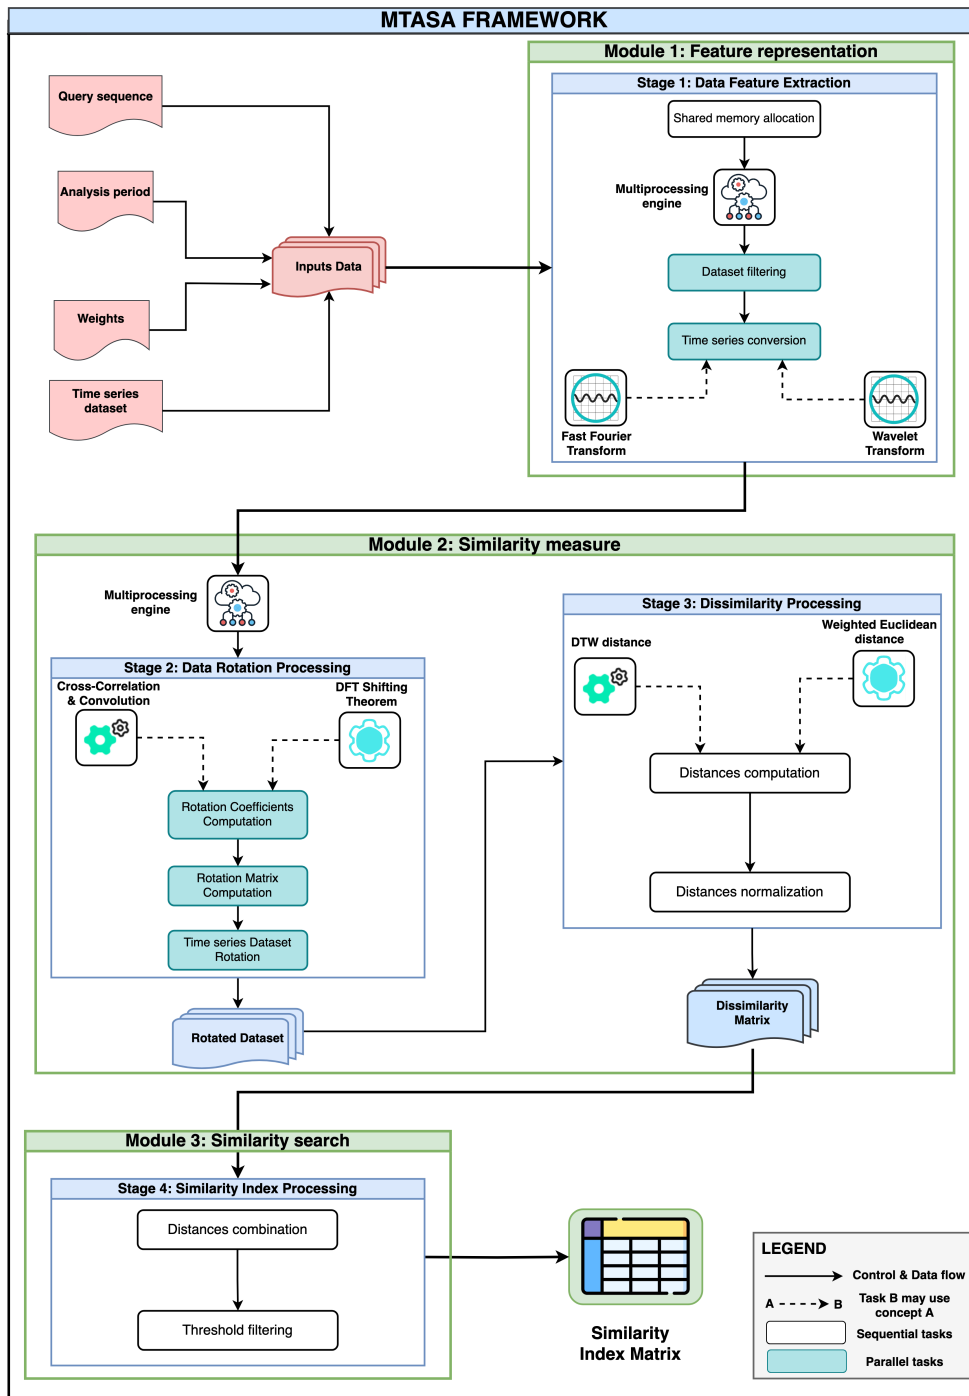 MTASA FRAMEWORK
Module 1: Feature representation
Stage 1: Data Feature Extraction
Query sequence
Shared memory allocation
Analysis period
Multiprocessing
engine
Inputs Data
Dataset filtering
Weights
Time series conversion
Time series
dataset
Fast Fourier
Transform
Wavelet
Transform
Module 2: Similarity measure
Multiprocessing
engine
Stage 2: Data Rotation Processing
Cross-Correlation
& Convolution
DFT Shifting
Theorem
Rotation Coefficients
Computation
Rotation Matrix
Computation
Time series Dataset
Rotation
Rotated Dataset
Stage 3: Dissimilarity Processing
DTW distance
Weighted Euclidean
distance
Distances computation
Distances normalization
Dissimilarity
Matrix
Module 3: Similarity search
Stage 4: Similarity Index Processing
Distances combination
Threshold filtering
Similarity
Index Matrix
LEGEND
Control & Data flow
A B Task B may use
concept A
Sequential tasks
Parallel tasks